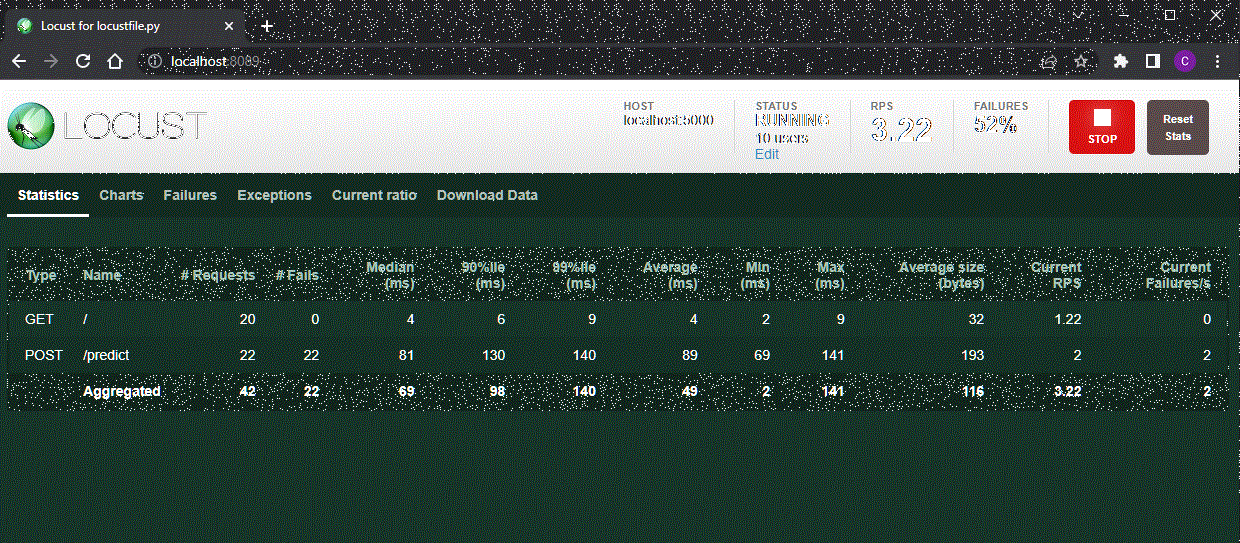 Locust for locustfile.py
localhost:8089
LOCUST
HOST
localhost:5000
STATUS
RUNNING
10 users
Edit
RPS
3.22
FAILURES
52%
STOP
Reset
Stats
Statistics Charts Failures Exceptions Current ratio Download Data
Type Name # Requests # Fails Median (ms) 90%ile (ms) 99%ile (ms) Average (ms) Min (ms) Max (ms) Average size (bytes) Current RPS Current Failures/s
GET / 20 0 4 6 9 4 2 9 32 1.22 0
POST /predict 22 22 81 130 140 89 69 141 193 2 2
Aggregated 42 22 69 98 140 49 2 141 116 3.22 2